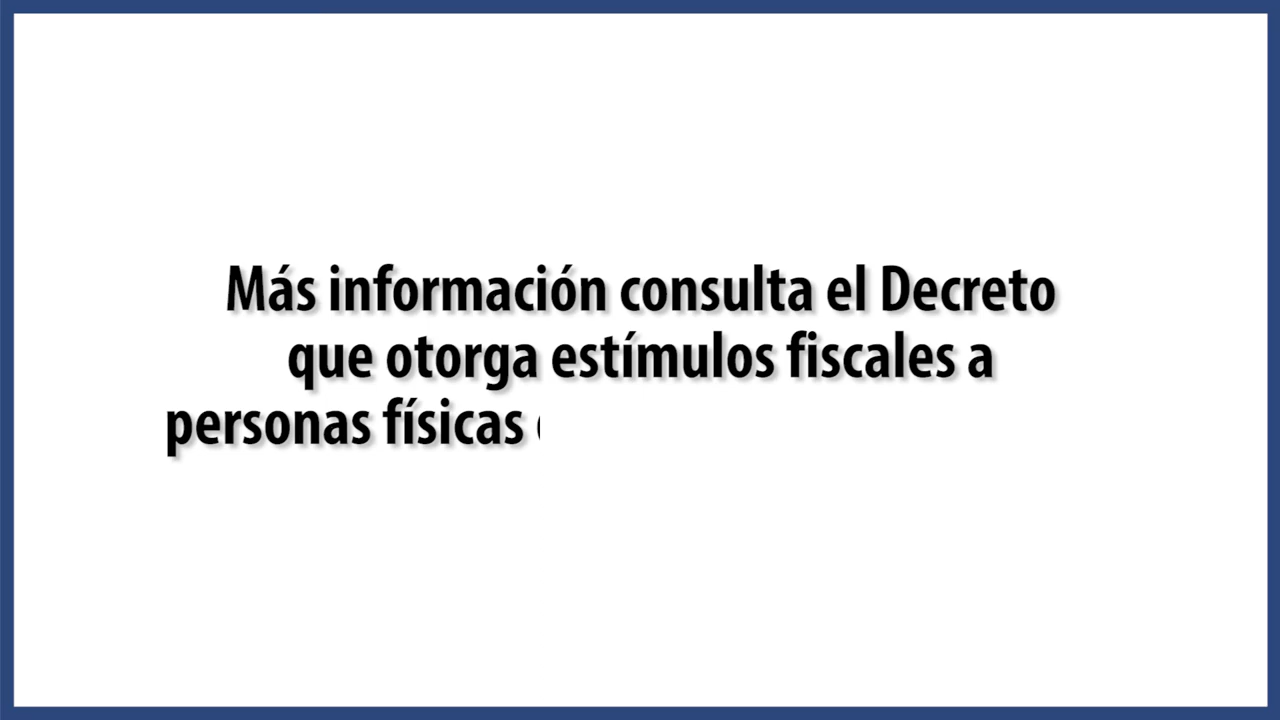 Más información consulta el Decreto
que otorga estímulos fiscales a
personas físicas